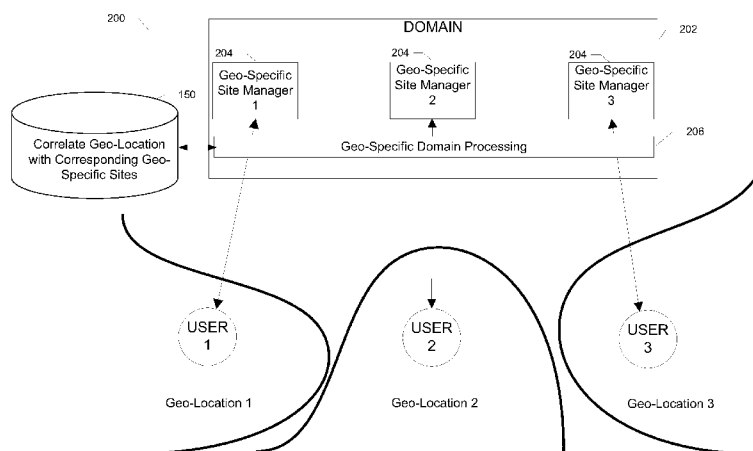 200
DOMAIN
202
204
204
204
Geo-Specific
Site Manager
1
Geo-Specific
Site Manager
2
Geo-Specific
Site Manager
3
150
206
Correlate Geo-Location
with Corresponding Geo-
Specific Sites
Geo-Specific Domain Processing
USER
1
USER
2
USER
3
Geo-Location 1
Geo-Location 2
Geo-Location 3